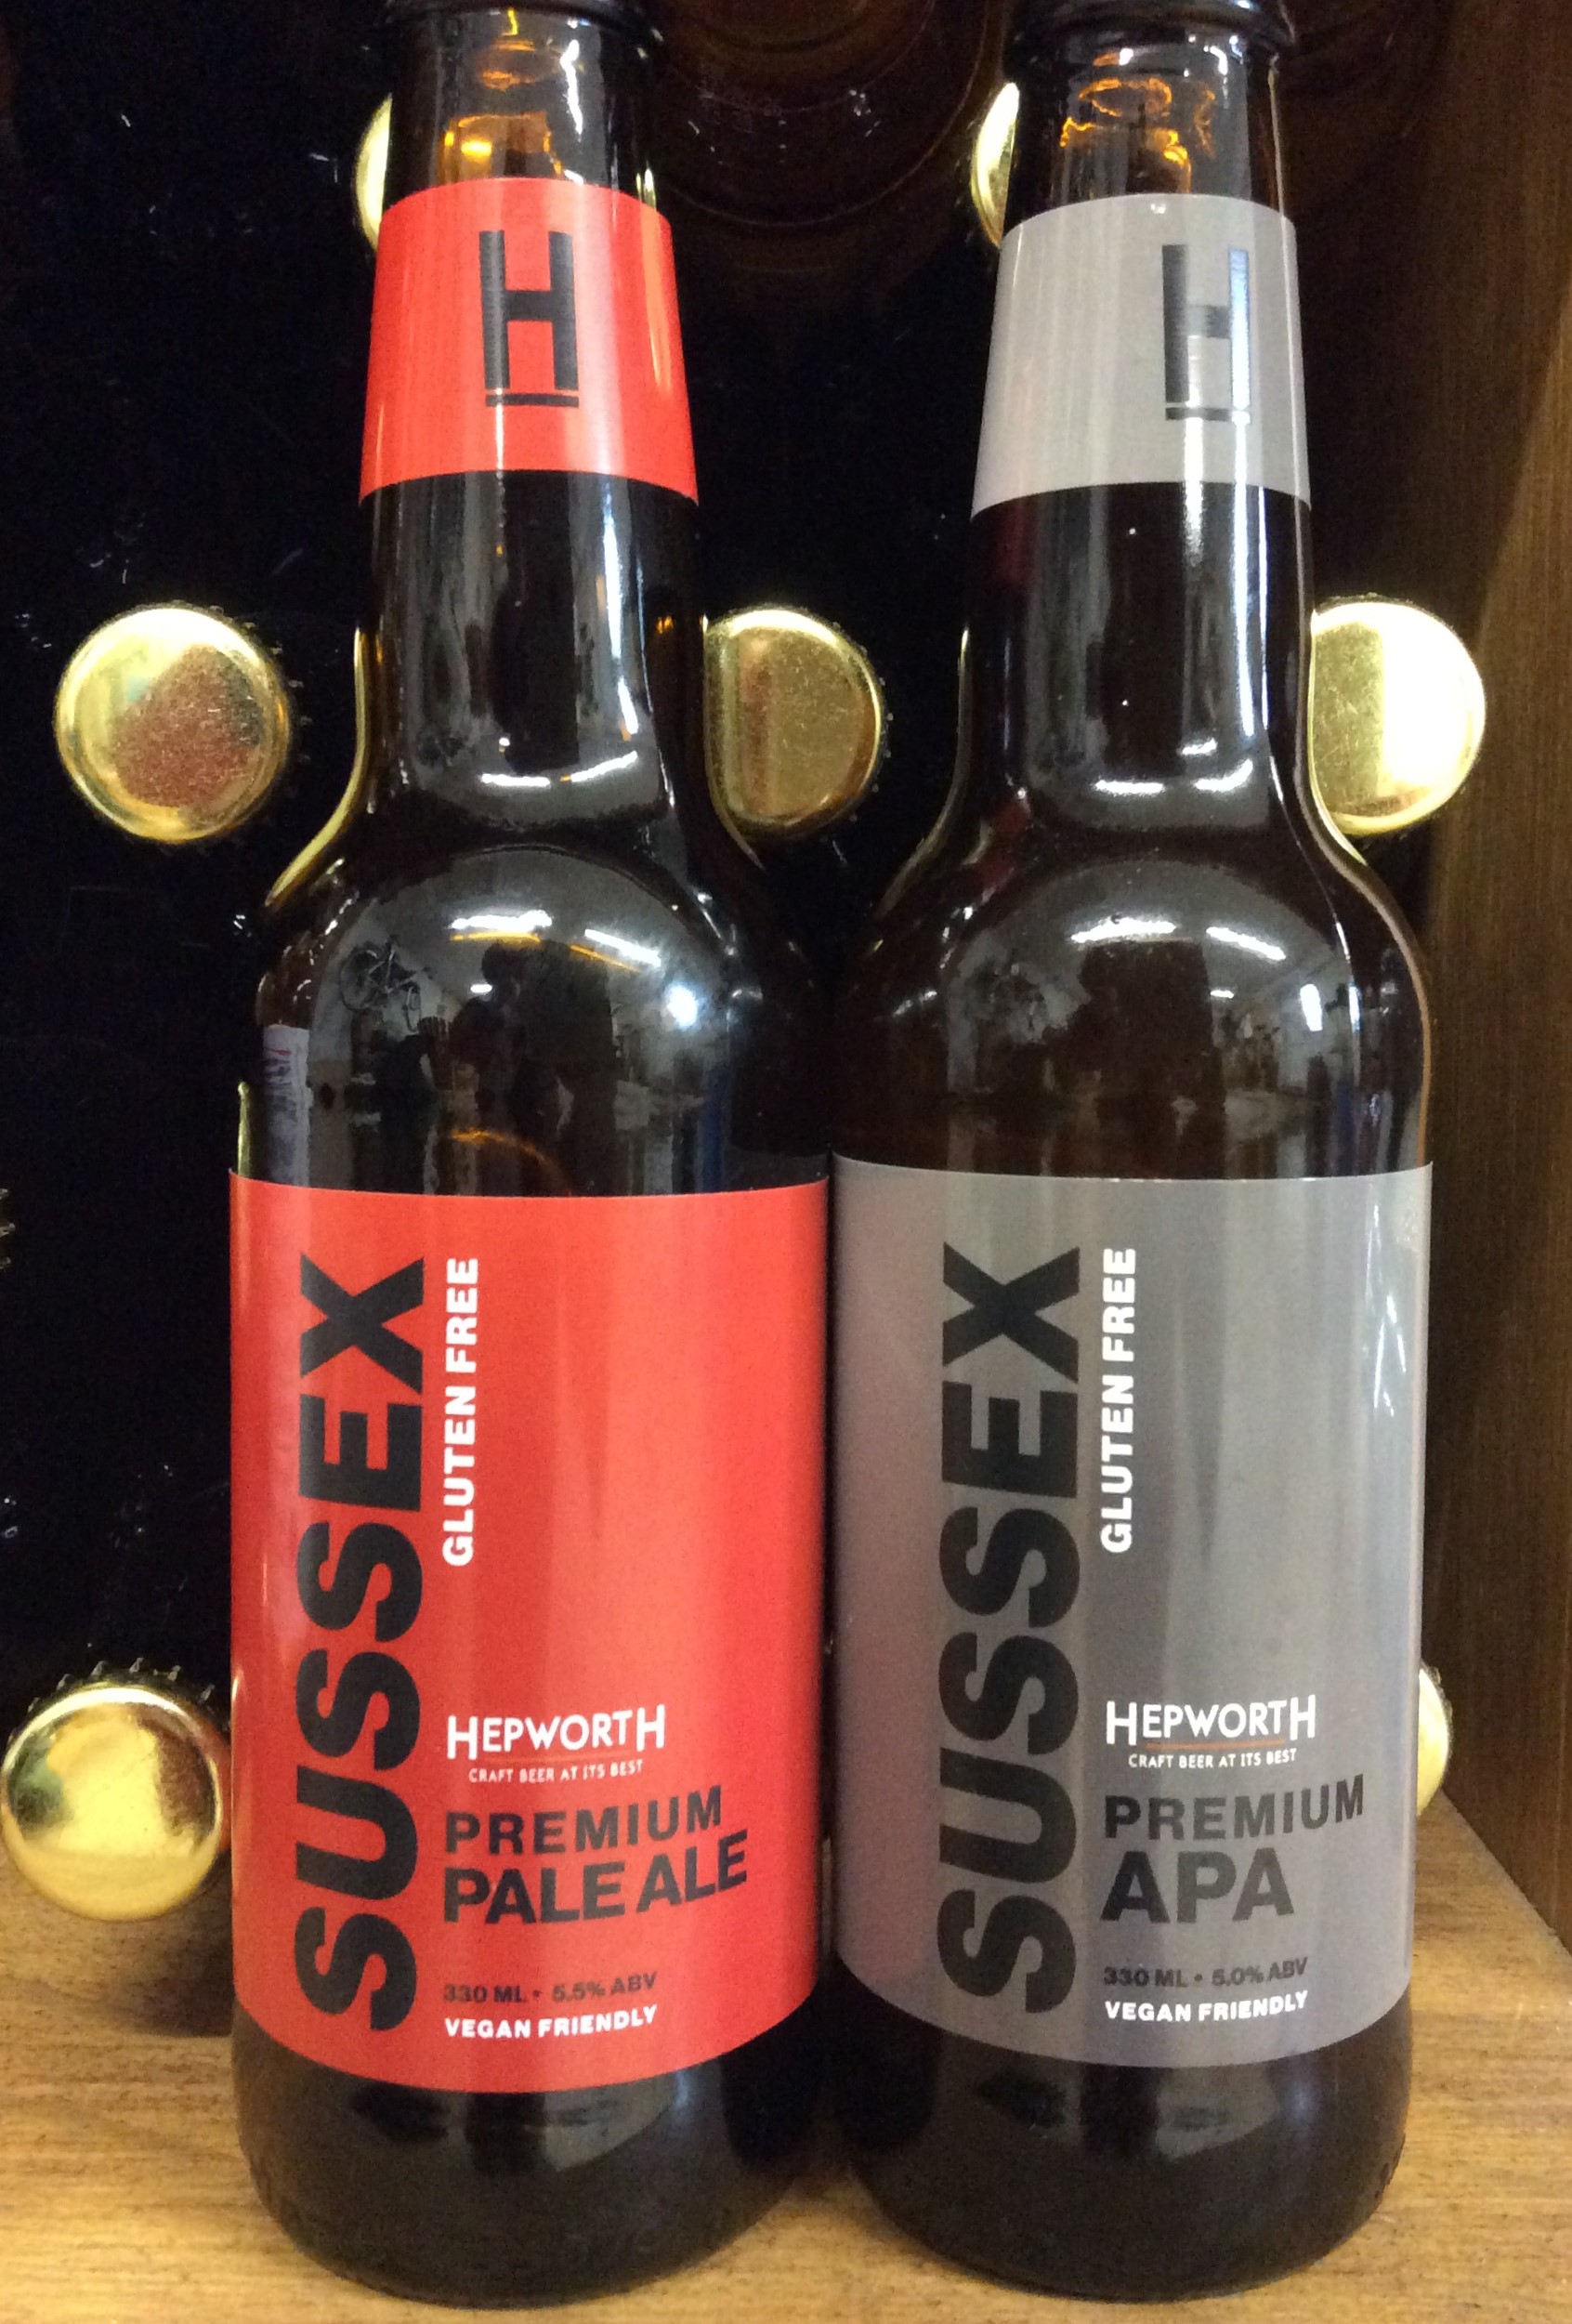 H
SUSSEX
GLUTEN FREE
HEPWORTH
CRAFT BEER AT ITS BEST
PREMIUM
PALE ALE
330 ML • 5.5% ABV
VEGAN FRIENDLY
H
SUSSEX
GLUTEN FREE
HEPWORTH
CRAFT BEER AT ITS BEST
PREMIUM
APA
330 ML • 5.0% ABV
VEGAN FRIENDLY